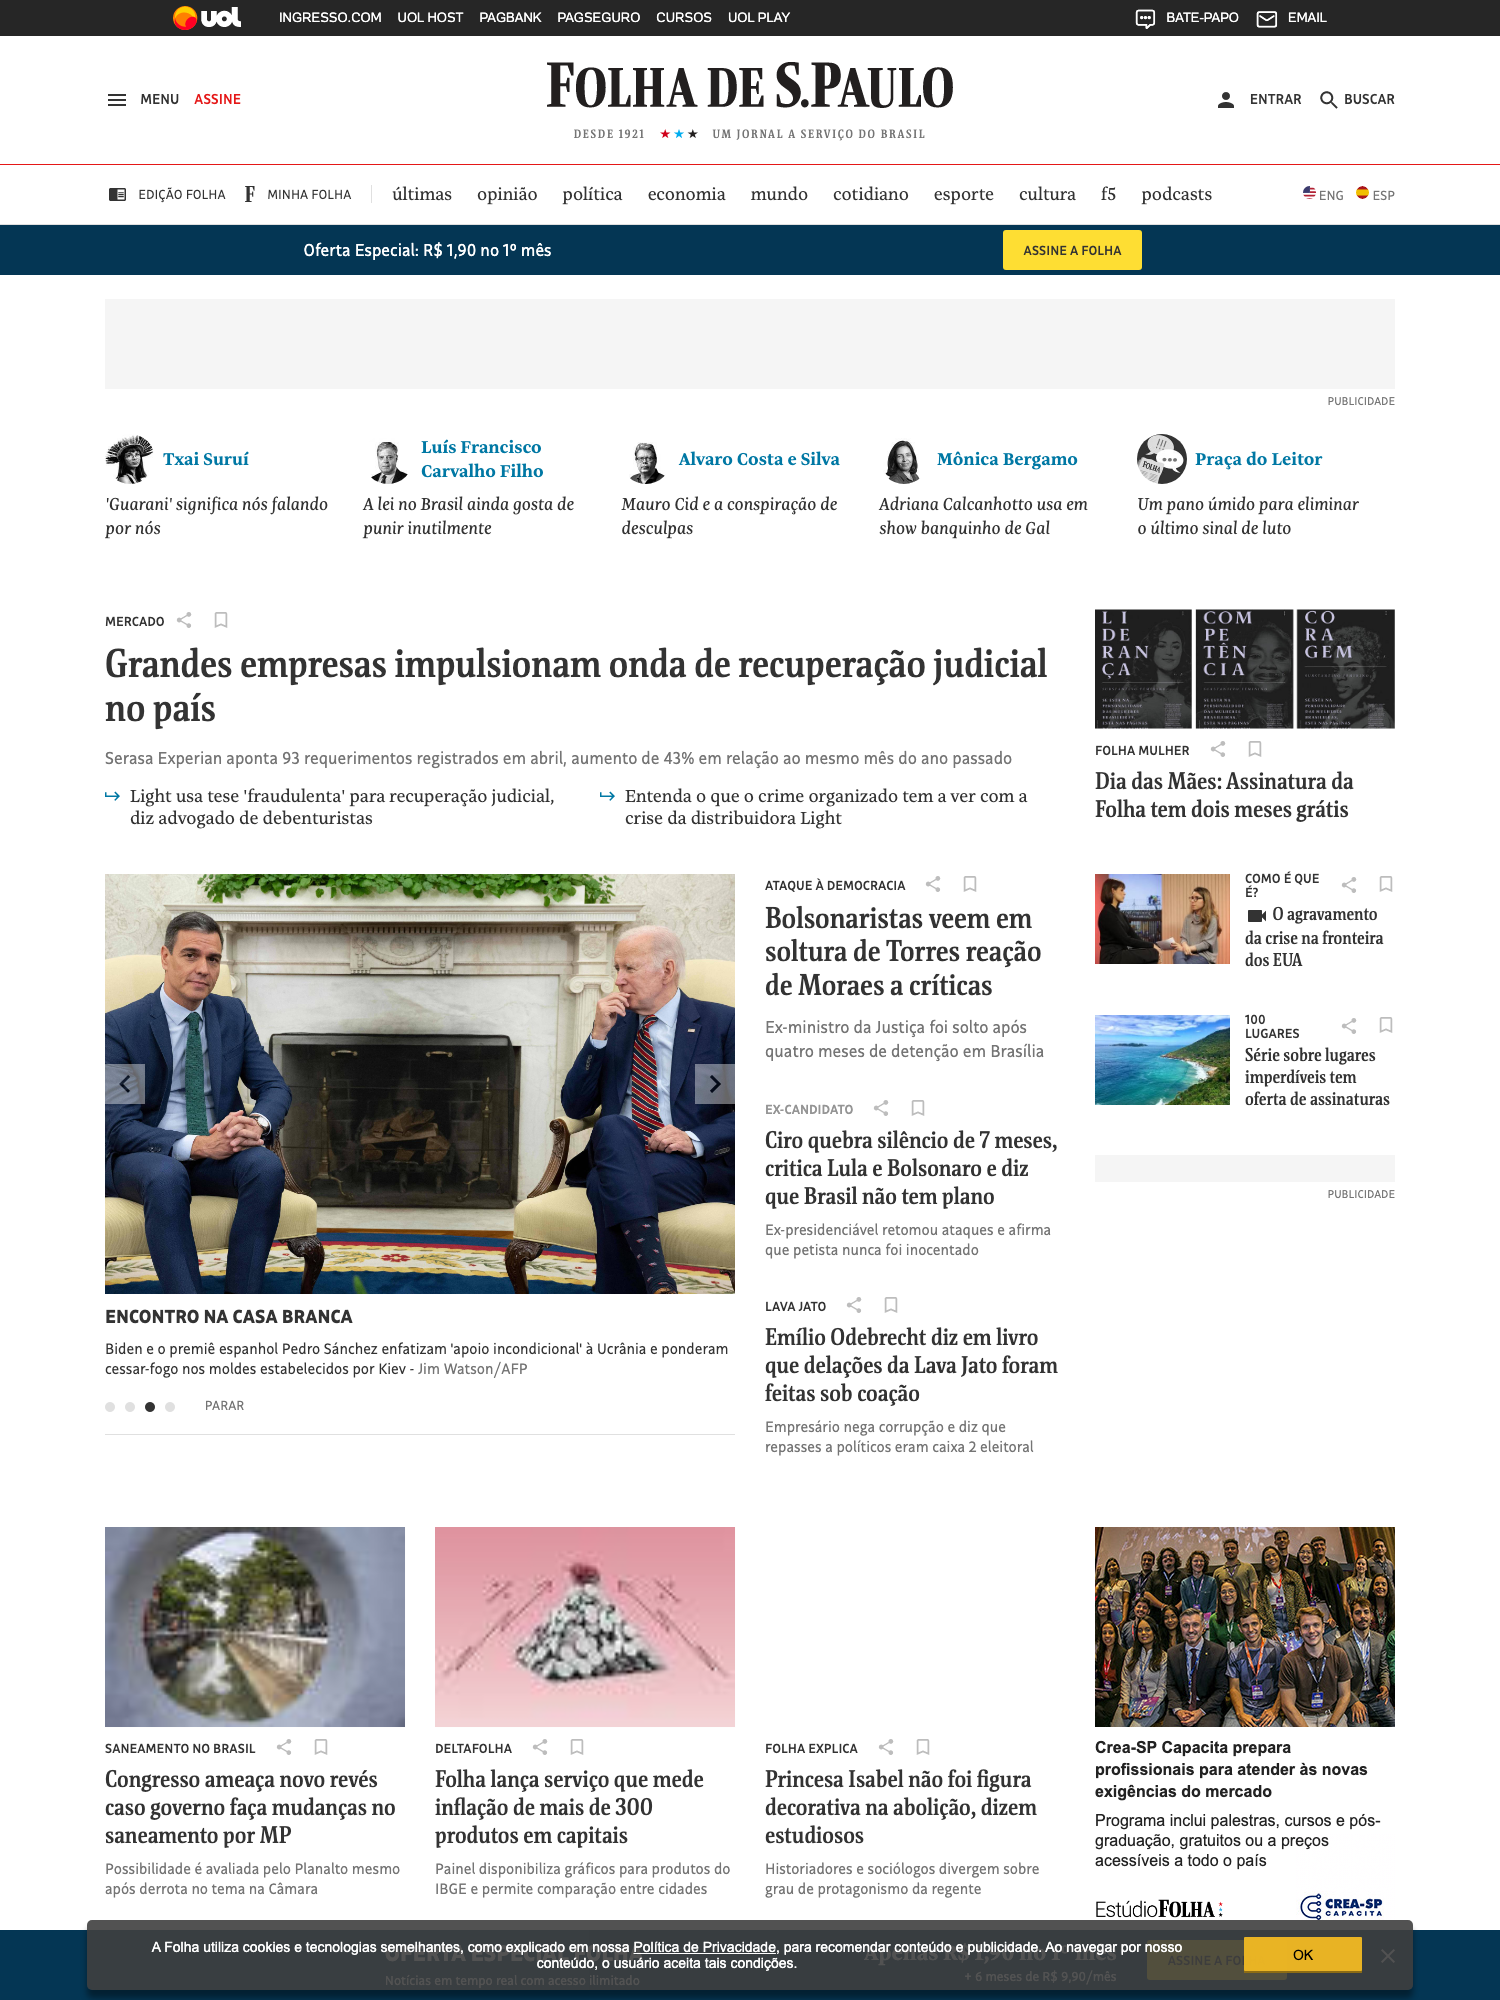 uol
INGRESSO.COM UOL HOST PAGBANK PAGSEGURO CURSOS UOL PLAY
BATE-PAPO EMAIL
MENU ASSINE
FOLHA DE S.PAULO
DESDE 1921 ★★★ UM JORNAL A SERVIÇO DO BRASIL
ENTRAR BUSCAR
EDIÇÃO FOLHA F MINHA FOLHA
últimas opinião política economia mundo cotidiano esporte cultura f5 podcasts
ENG ESP
Oferta Especial: R$ 1,90 no 1º mês
ASSINE A FOLHA
PUBLICIDADE
Txai Suruí
'Guarani' significa nós falando
por nós
Luís Francisco
Carvalho Filho
A lei no Brasil ainda gosta de
punir inutilmente
Alvaro Costa e Silva
Mauro Cid e a conspiração de
desculpas
Mônica Bergamo
Adriana Calcanhotto usa em
show banquinho de Gal
FOLHA
Praça do Leitor
Um pano úmido para eliminar
o último sinal de luto
MERCADO
Grandes empresas impulsionam onda de recuperação judicial
no país
Serasa Experian aponta 93 requerimentos registrados em abril, aumento de 43% em relação ao mesmo mês do ano passado
Light usa tese 'fraudulenta' para recuperação judicial,
diz advogado de debenturistas
Entenda o que o crime organizado tem a ver com a
crise da distribuidora Light
LI
DE
RAN
ÇA
COM
PE
TÊN
CIA
CO
RA
GEM
FOLHA MULHER
Dia das Mães: Assinatura da
Folha tem dois meses grátis
ENCONTRO NA CASA BRANCA
Biden e o premiê espanhol Pedro Sánchez enfatizam 'apoio incondicional' à Ucrânia e ponderam
cessar-fogo nos moldes estabelecidos por Kiev - Jim Watson/AFP
PARAR
ATAQUE À DEMOCRACIA
Bolsonaristas veem em
soltura de Torres reação
de Moraes a críticas
Ex-ministro da Justiça foi solto após
quatro meses de detenção em Brasília
EX-CANDIDATO
Ciro quebra silêncio de 7 meses,
critica Lula e Bolsonaro e diz
que Brasil não tem plano
Ex-presidenciável retomou ataques e afirma
que petista nunca foi inocentado
LAVA JATO
Emílio Odebrecht diz em livro
que delações da Lava Jato foram
feitas sob coação
Empresário nega corrupção e diz que
repasses a políticos eram caixa 2 eleitoral
COMO É QUE
É?
O agravamento
da crise na fronteira
dos EUA
100
LUGARES
Série sobre lugares
imperdíveis tem
oferta de assinaturas
PUBLICIDADE
SANEAMENTO NO BRASIL
Congresso ameaça novo revés
caso governo faça mudanças no
saneamento por MP
Possibilidade é avaliada pelo Planalto mesmo
após derrota no tema na Câmara
DELTAFOLHA
Folha lança serviço que mede
inflação de mais de 300
produtos em capitais
Painel disponibiliza gráficos para produtos do
IBGE e permite comparação entre cidades
FOLHA EXPLICA
Princesa Isabel não foi figura
decorativa na abolição, dizem
estudiosos
Historiadores e sociólogos divergem sobre
grau de protagonismo da regente
Crea-SP Capacita prepara
profissionais para atender às novas
exigências do mercado
Programa inclui palestras, cursos e pós-
graduação, gratuitos ou a preços
acessíveis a todo o país
EstúdioFOLHA
CREA-SP
CAPACITA
A Folha utiliza cookies e tecnologias semelhantes, como explicado em nossa Política de Privacidade, para recomendar conteúdo e publicidade. Ao navegar por nosso
conteúdo, o usuário aceita tais condições.
OK
Notícias em tempo real com acesso ilimitado
Apenas R$ 1,90 no 1º mês
+ 6 meses de R$ 9,90/mês
ASSINE A FO